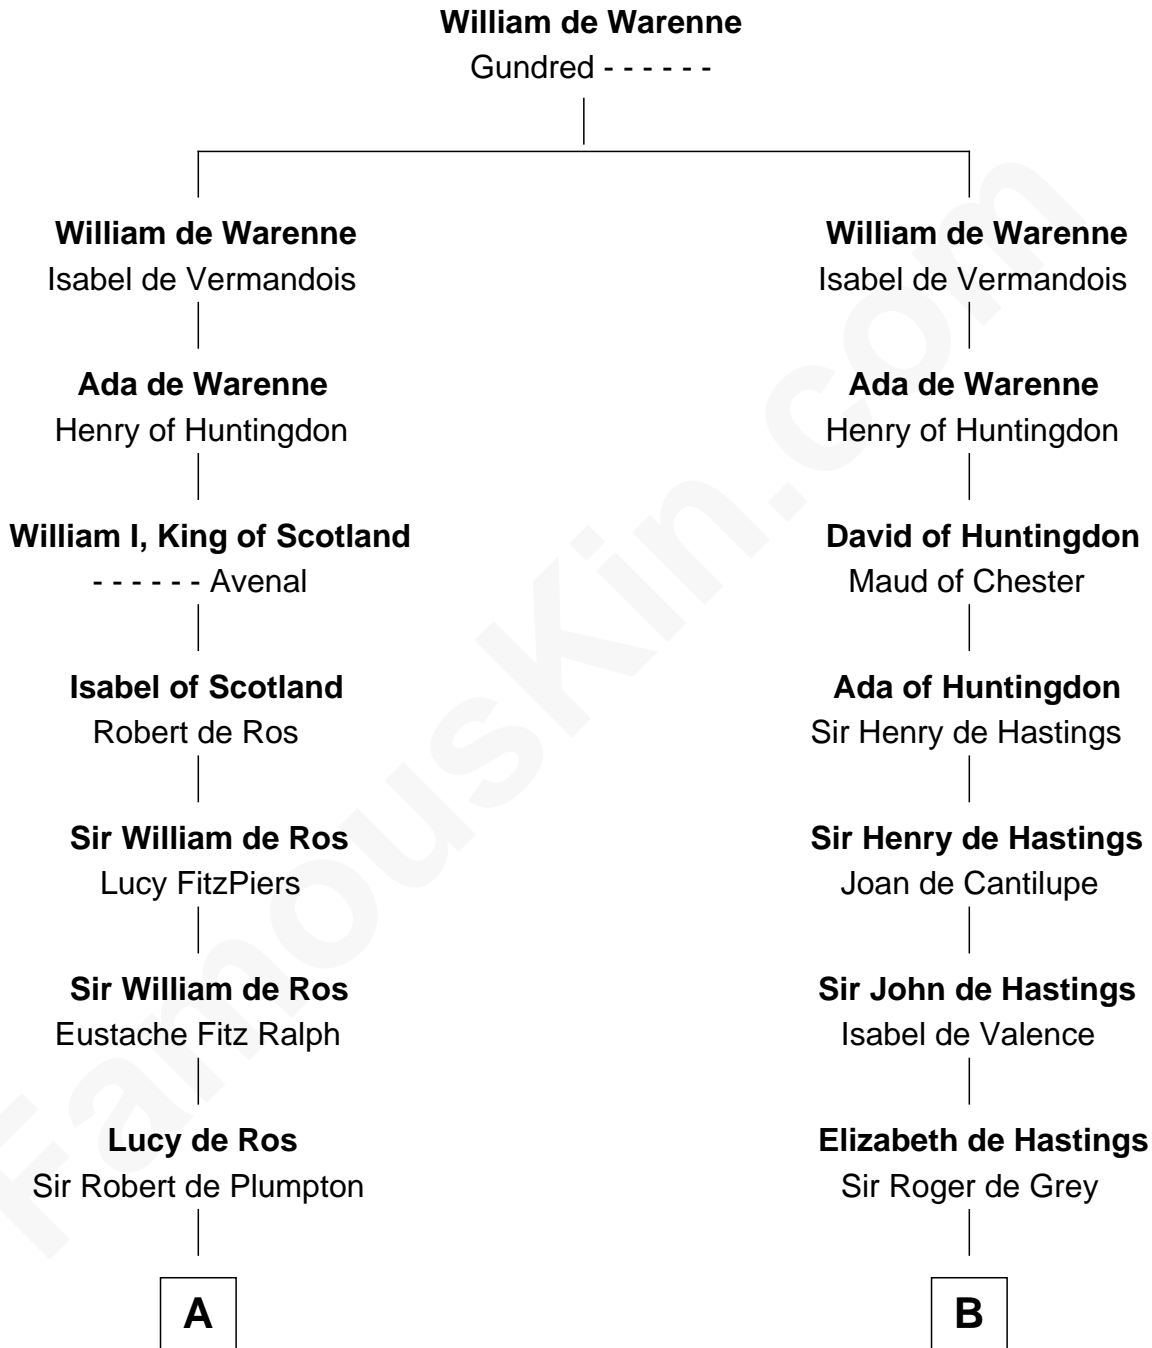 William de Warenne
Gundred - - - - - -
William de Warenne
Isabel de Vermandois
William de Warenne
Isabel de Vermandois
Ada de Warenne
Henry of Huntingdon
Ada de Warenne
Henry of Huntingdon
William I, King of Scotland
- - - - - - Avenal
David of Huntingdon
Maud of Chester
Isabel of Scotland
Robert de Ros
Ada of Huntingdon
Sir Henry de Hastings
Sir William de Ros
Lucy FitzPiers
Sir Henry de Hastings
Joan de Cantilupe
Sir William de Ros
Eustache Fitz Ralph
Sir John de Hastings
Isabel de Valence
Lucy de Ros
Sir Robert de Plumpton
Elizabeth de Hastings
Sir Roger de Grey
A
B
FamousKin.com